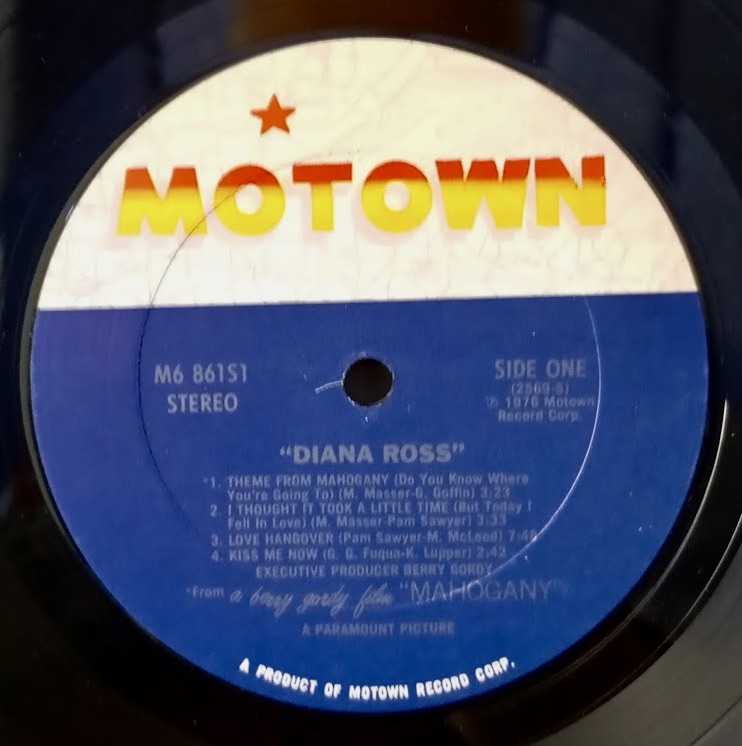 MOTOWN
M6 861S1
STEREO
SIDE ONE
(2569-S)
℗ 1976 Motown
Record Corp.
"DIANA ROSS"
*1. THEME FROM MAHOGANY (Do You Know Where
You're Going To) (M. Masser-G. Goffin) 3:23
2. I THOUGHT IT TOOK A LITTLE TIME (But Today I
Fell In Love) (M. Masser-Pam Sawyer) 3:33
3. LOVE HANGOVER (Pam Sawyer-M. McLeod)
4. KISS ME NOW (G. G. Fuqua-K. Lupper) 2:42
EXECUTIVE PRODUCER BERRY GORDY
*From a berry gordy film "MAHOGANY"
A PARAMOUNT PICTURE
A PRODUCT OF MOTOWN RECORD CORP.